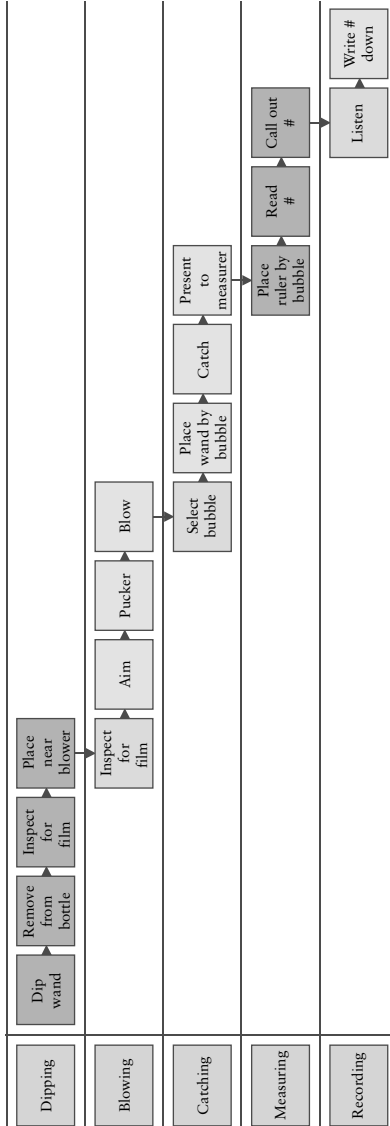 Dipping
Dip
wand
Remove
from
bottle
Inspect
for
film
Place
near
blower
Blowing
Inspect
for
film
Aim
Pucker
Blow
Catching
Select
bubble
Place
wand by
bubble
Catch
Present
to
measurer
Measuring
Place
ruler by
bubble
Read
#
Call out
#
Recording
Listen
Write #
down